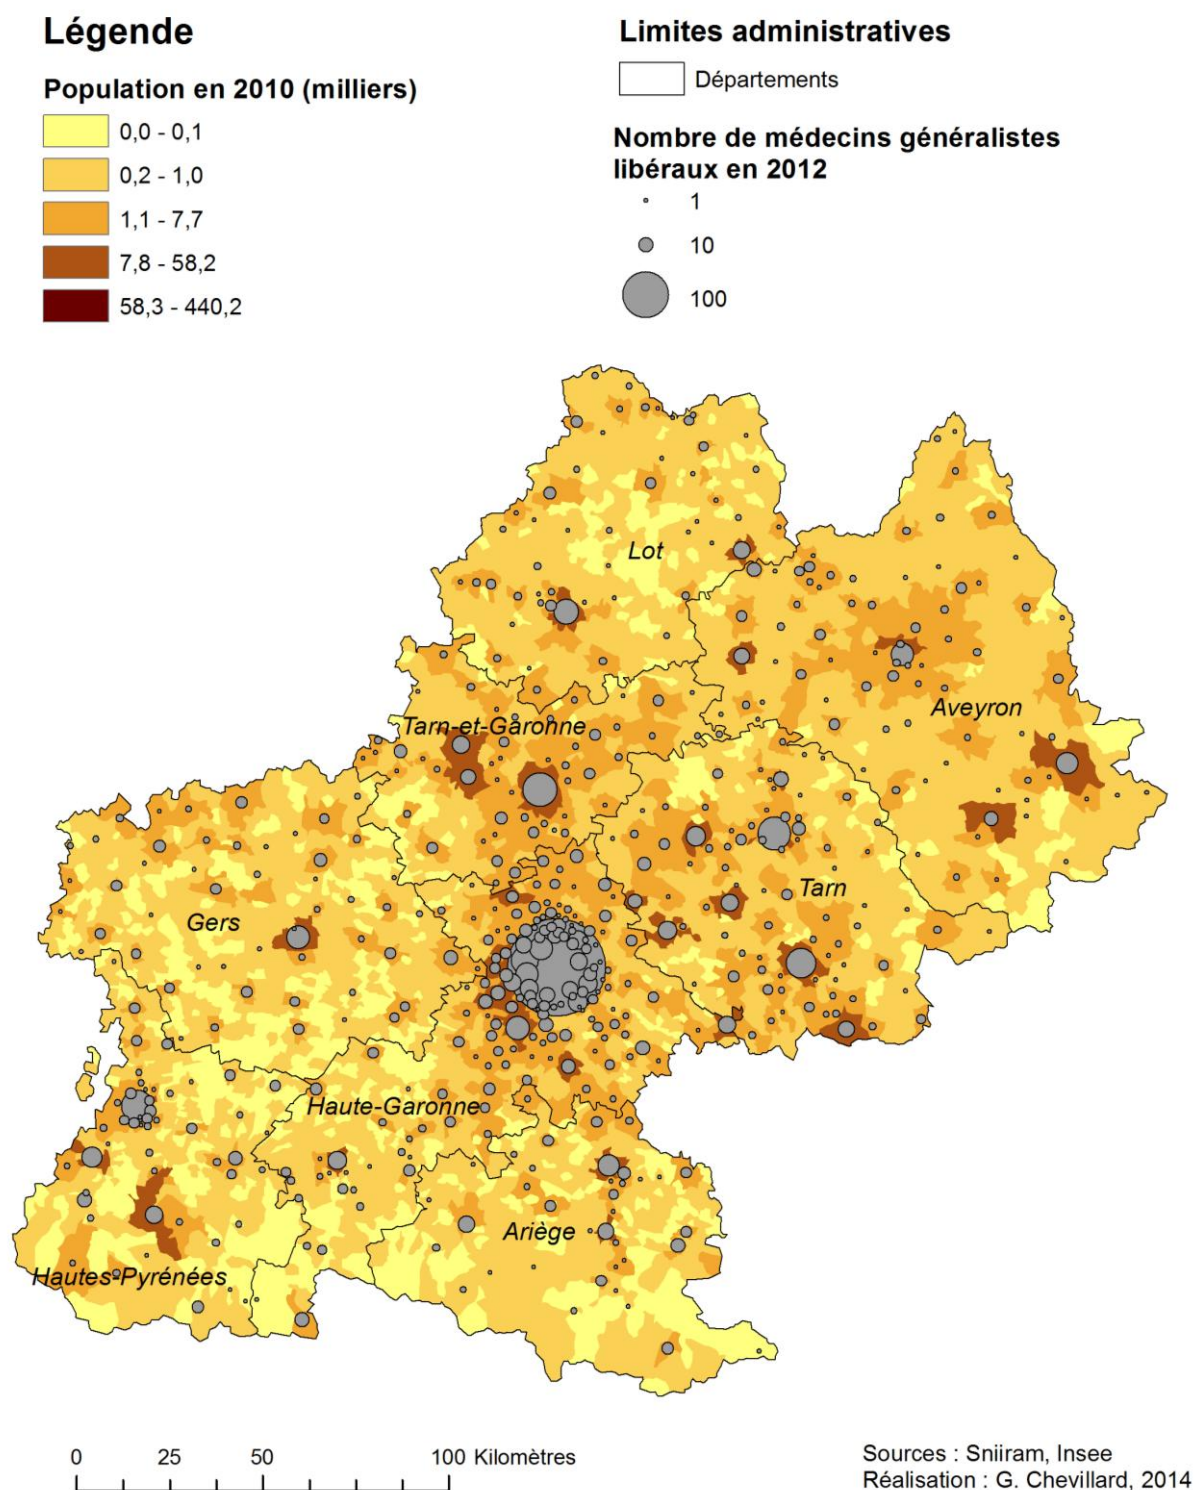 Légende
Population en 2010 (milliers)
0,0 - 0,1
0,2 - 1,0
1,1 - 7,7
7,8 - 58,2
58,3 - 440,2
Limites administratives
Départements
Nombre de médecins généralistes
libéraux en 2012
1
10
100
Lot
Aveyron
Tarn-et-Garonne
Tarn
Gers
Haute-Garonne
Ariège
Hautes-Pyrénées
0 25 50 100 Kilomètres
Sources : Sniiram, Insee
Réalisation : G. Chevillard, 2014